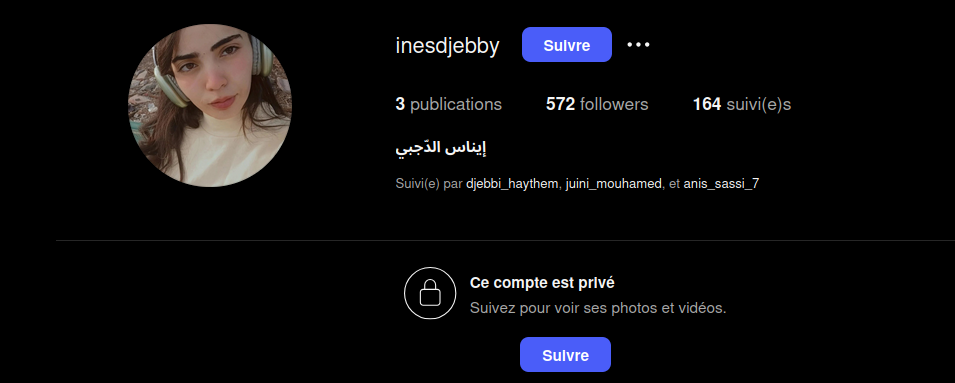 inesdjebby Suivre •••
3 publications 572 followers 164 suivi(e)s
إيناس الدّجبي
Suivi(e) par djebbi_haythem, juini_mouhamed, et anis_sassi_7
Ce compte est privé
Suivez pour voir ses photos et vidéos.
Suivre